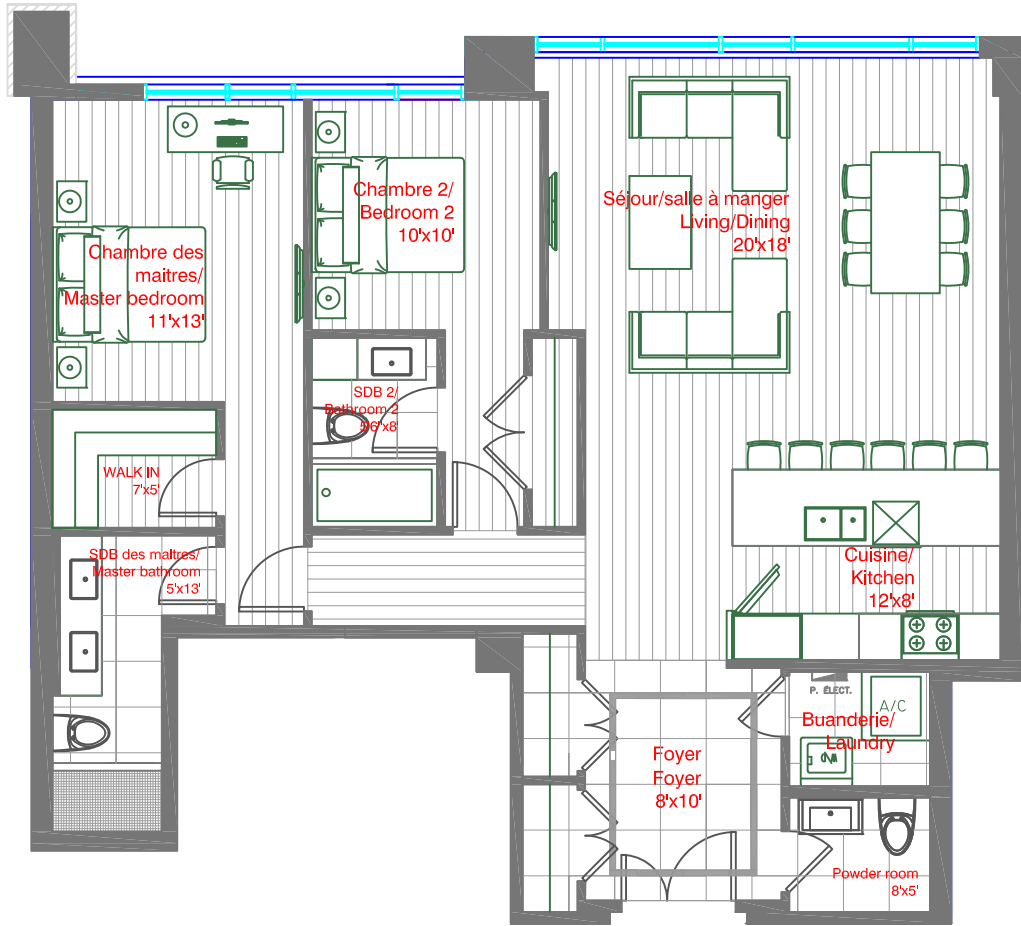 Chambre 2/
Bedroom 2
10'x10'
Séjour/salle à manger
Living/Dining
20'x18'
Chambre des
maitres/
Master bedroom
11'x13'
SDB 2/
Bathroom 2
5'6"x8'
WALK IN
7'x5'
SDB des maîtres/
Master bathroom
5'x13'
Cuisine/
Kitchen
12'x8'
P. ÉLECT.
A/C
Buanderie/
Laundry
Foyer
Foyer
8'x10'
Powder room
8'x5'